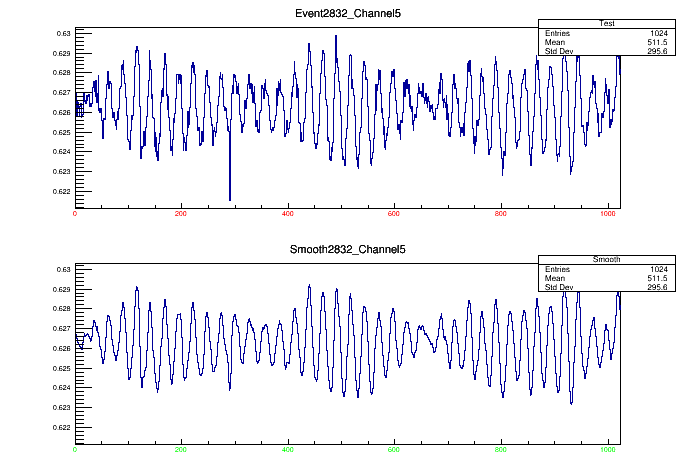 Event2832_Channel5
Test
Entries 1024
Mean 511.5
Std Dev 295.6
0.63
0.629
0.628
0.627
0.626
0.625
0.624
0.623
0.622
0 200 400 600 800 1000
Smooth2832_Channel5
Smooth
Entries 1024
Mean 511.5
Std Dev 295.6
0.63
0.629
0.628
0.627
0.626
0.625
0.624
0.623
0.622
0 200 400 600 800 1000